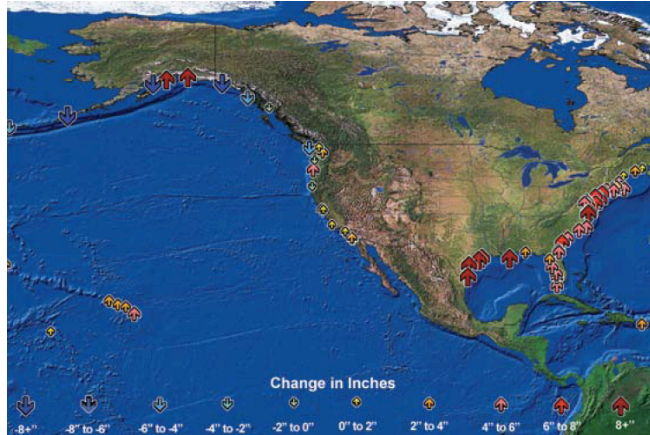 Change in Inches
-8+" -8" to -6" -6" to -4" -4" to -2" -2" to 0" 0" to 2" 2" to 4" 4" to 6" 6" to 8" 8+"